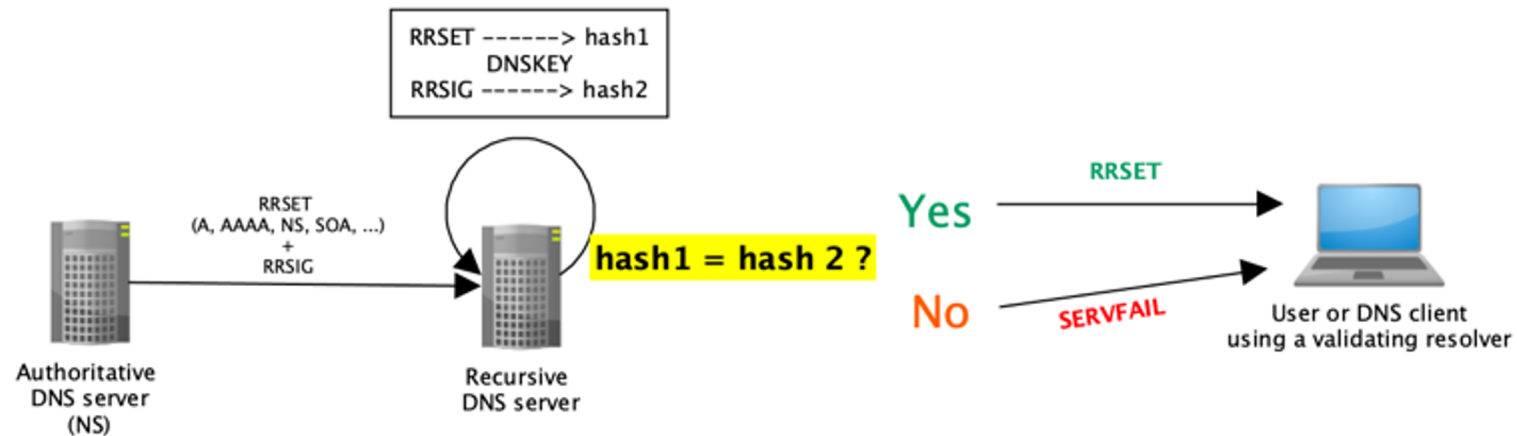 RRSET ------> hash1
DNSKEY
RRSIG ------> hash2
RRSET
(A, AAAA, NS, SOA, ...)
+
RRSIG
hash1 = hash 2 ?
Yes
RRSET
No
SERVFAIL
Authoritative
DNS server
(NS)
Recursive
DNS server
User or DNS client
using a validating resolver